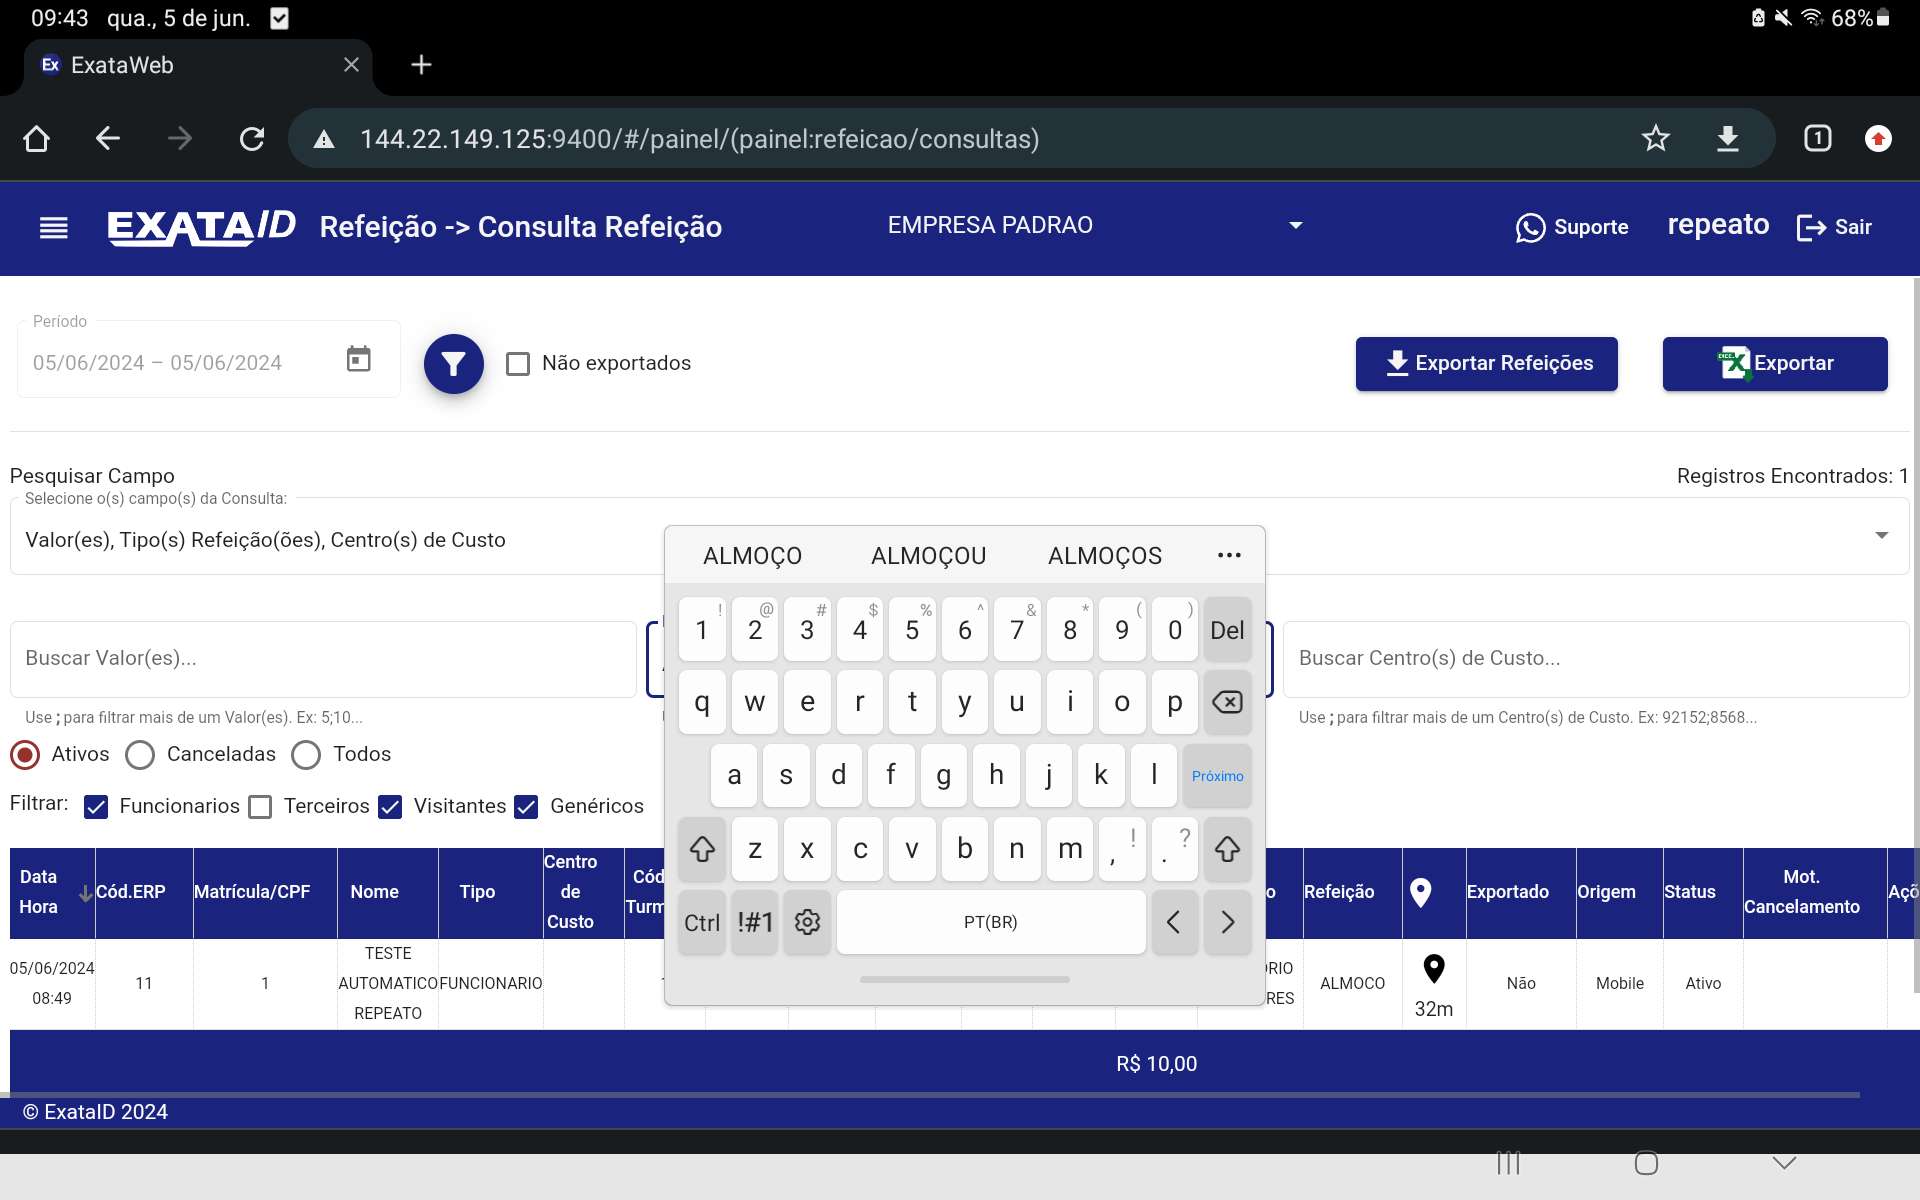 09:43 qua., 5 de jun. 68%
Ex ExataWeb
144.22.149.125:9400/#/painel/(painel:refeicao/consultas) 1
EXATAID Refeição -> Consulta Refeição EMPRESA PADRAO Suporte repeato Sair
Período
05/06/2024 – 05/06/2024 Não exportados Exportar Refeições Exportar
Pesquisar Campo Registros Encontrados: 1
Selecione o(s) campo(s) da Consulta:
Valor(es), Tipo(s) Refeição(ões), Centro(s) de Custo
ALMOÇO ALMOÇOU ALMOÇOS
! @ # $ % ^ & * ( )
1 2 3 4 5 6 7 8 9 0 Del
Buscar Valor(es)... Buscar Centro(s) de Custo...
q w e r t y u i o p
Use ; para filtrar mais de um Valor(es). Ex: 5;10... Use ; para filtrar mais de um Centro(s) de Custo. Ex: 92152;8568...
Ativos Canceladas Todos
a s d f g h j k l Próximo
Filtrar: Funcionarios Terceiros Visitantes Genéricos
z x c v b n m , ! . ?
Data Hora Cód.ERP Matrícula/CPF Nome Tipo Centro de Custo Cód Turm o Refeição Exportado Origem Status Mot. Cancelamento Açõ
Ctrl !#1 PT(BR)
05/06/2024 08:49 11 1 TESTE AUTOMATICO REPEATO FUNCIONARIO RIO RES ALMOCO 32m Não Mobile Ativo
R$ 10,00
© ExataID 2024